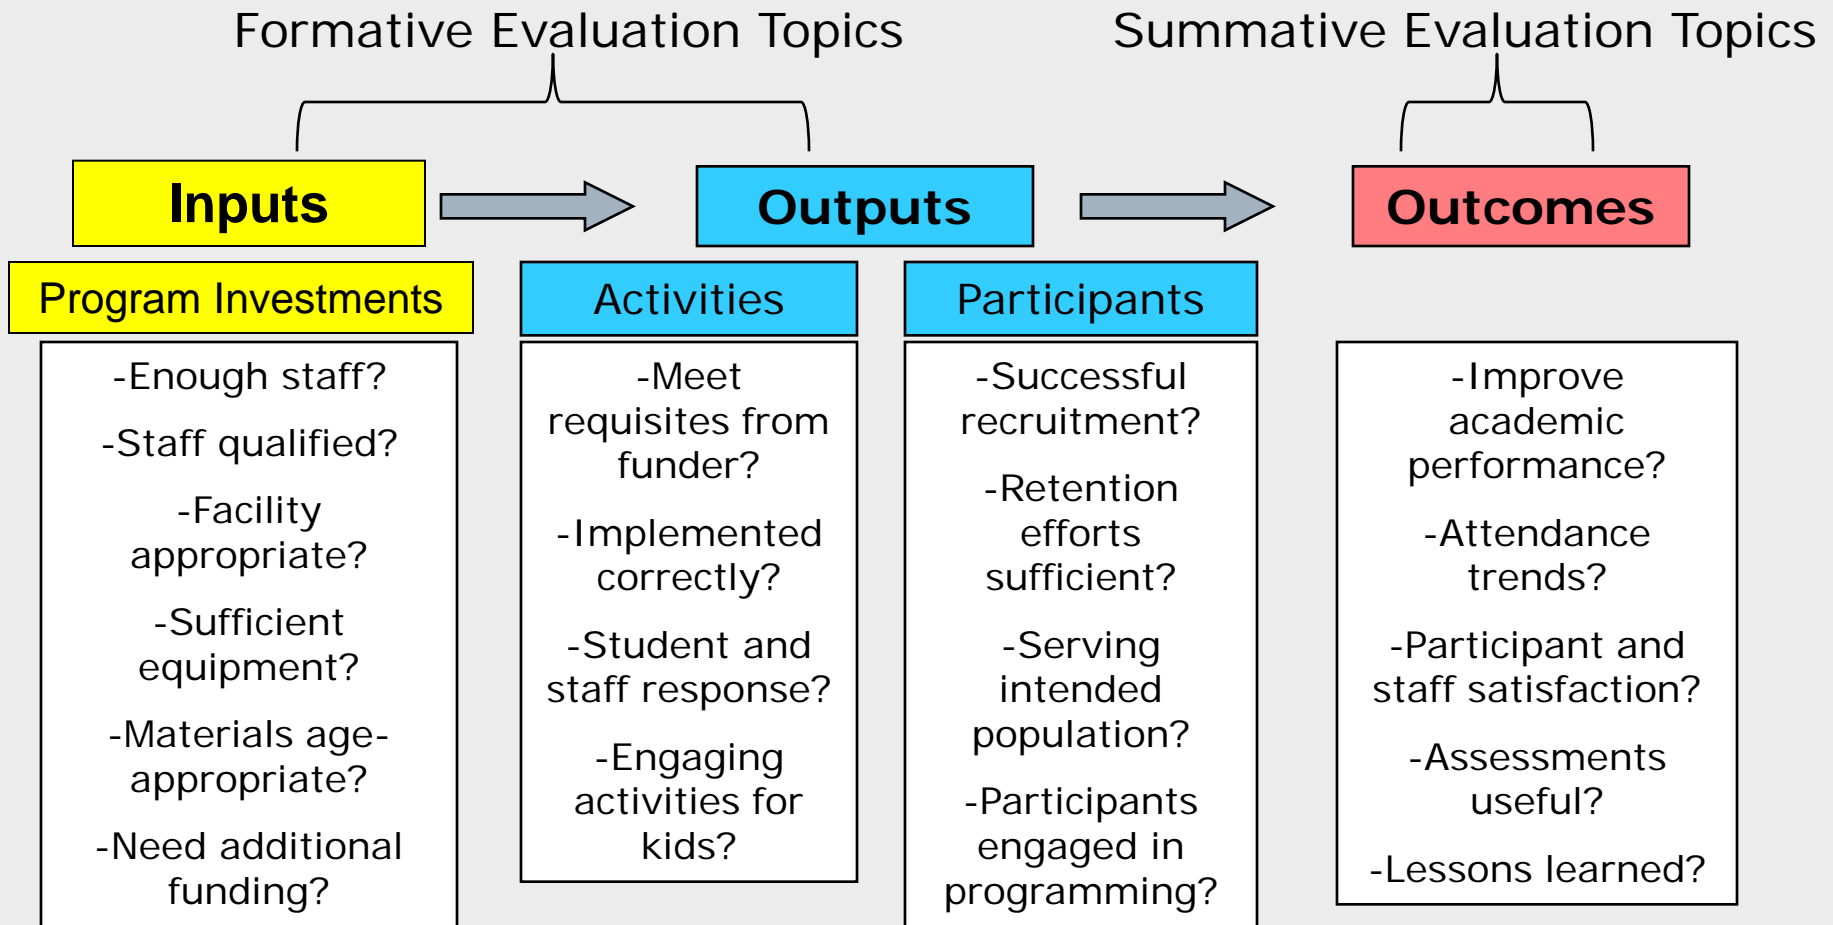 Formative Evaluation Topics
Summative Evaluation Topics
Inputs
Outputs
Outcomes
Program Investments
-Enough staff?
-Staff qualified?
-Facility
appropriate?
-Sufficient
equipment?
-Materials age-
appropriate?
-Need additional
funding?
Activities
-Meet
requisites from
funder?
-Implemented
correctly?
-Student and
staff response?
-Engaging
activities for
kids?
Participants
-Successful
recruitment?
-Retention
efforts
sufficient?
-Serving
intended
population?
-Participants
engaged in
programming?
-Improve
academic
performance?
-Attendance
trends?
-Participant and
staff satisfaction?
-Assessments
useful?
-Lessons learned?